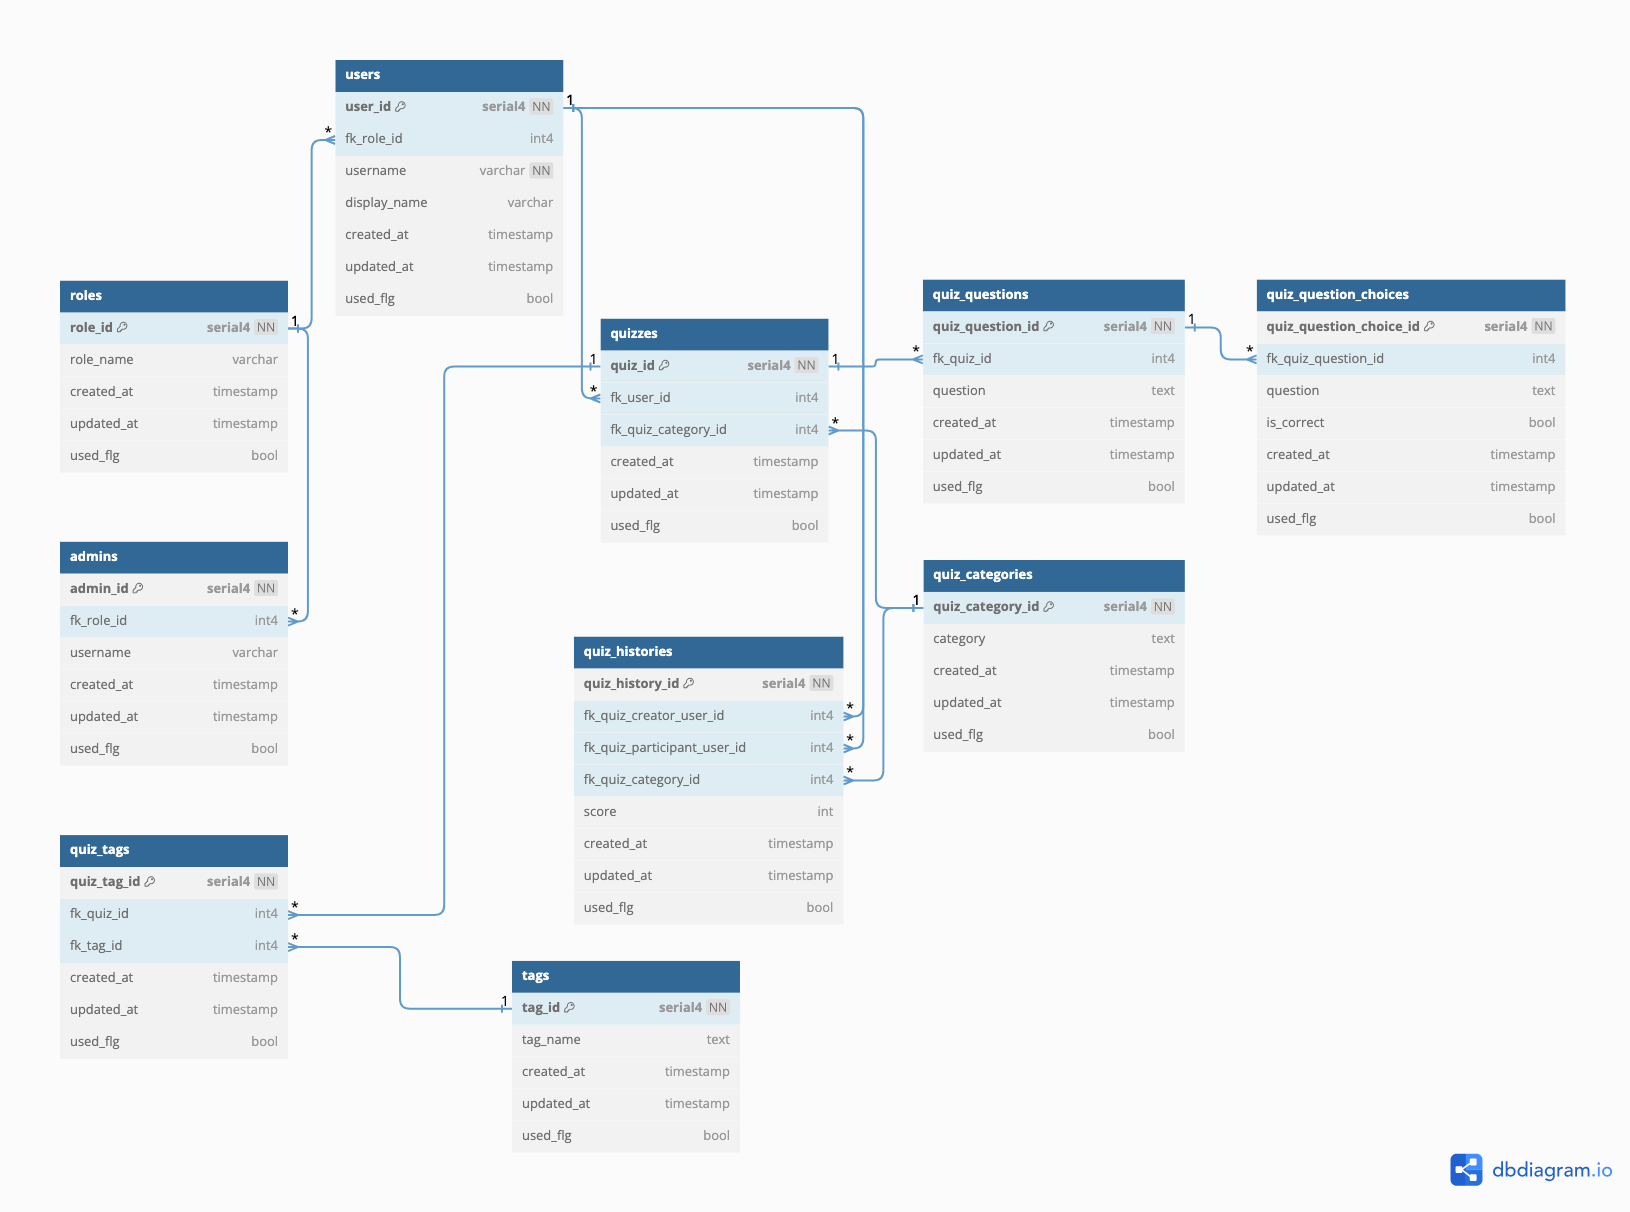 users
user_id serial4 NN
fk_role_id int4
username varchar NN
display_name varchar
created_at timestamp
updated_at timestamp
used_flg bool
roles
role_id serial4 NN
role_name varchar
created_at timestamp
updated_at timestamp
used_flg bool
quizzes
quiz_id serial4 NN
fk_user_id int4
fk_quiz_category_id int4
created_at timestamp
updated_at timestamp
used_flg bool
quiz_questions
quiz_question_id serial4 NN
fk_quiz_id int4
question text
created_at timestamp
updated_at timestamp
used_flg bool
quiz_question_choices
quiz_question_choice_id serial4 NN
fk_quiz_question_id int4
question text
is_correct bool
created_at timestamp
updated_at timestamp
used_flg bool
admins
admin_id serial4 NN
fk_role_id int4
username varchar
created_at timestamp
updated_at timestamp
used_flg bool
quiz_categories
quiz_category_id serial4 NN
category text
created_at timestamp
updated_at timestamp
used_flg bool
quiz_histories
quiz_history_id serial4 NN
fk_quiz_creator_user_id int4
fk_quiz_participant_user_id int4
fk_quiz_category_id int4
score int
created_at timestamp
updated_at timestamp
used_flg bool
quiz_tags
quiz_tag_id serial4 NN
fk_quiz_id int4
fk_tag_id int4
created_at timestamp
updated_at timestamp
used_flg bool
tags
tag_id serial4 NN
tag_name text
created_at timestamp
updated_at timestamp
used_flg bool
1
*
1
1
*
1
*
1
*
*
1
*
*
*
*
*
*
1
dbdiagram.io